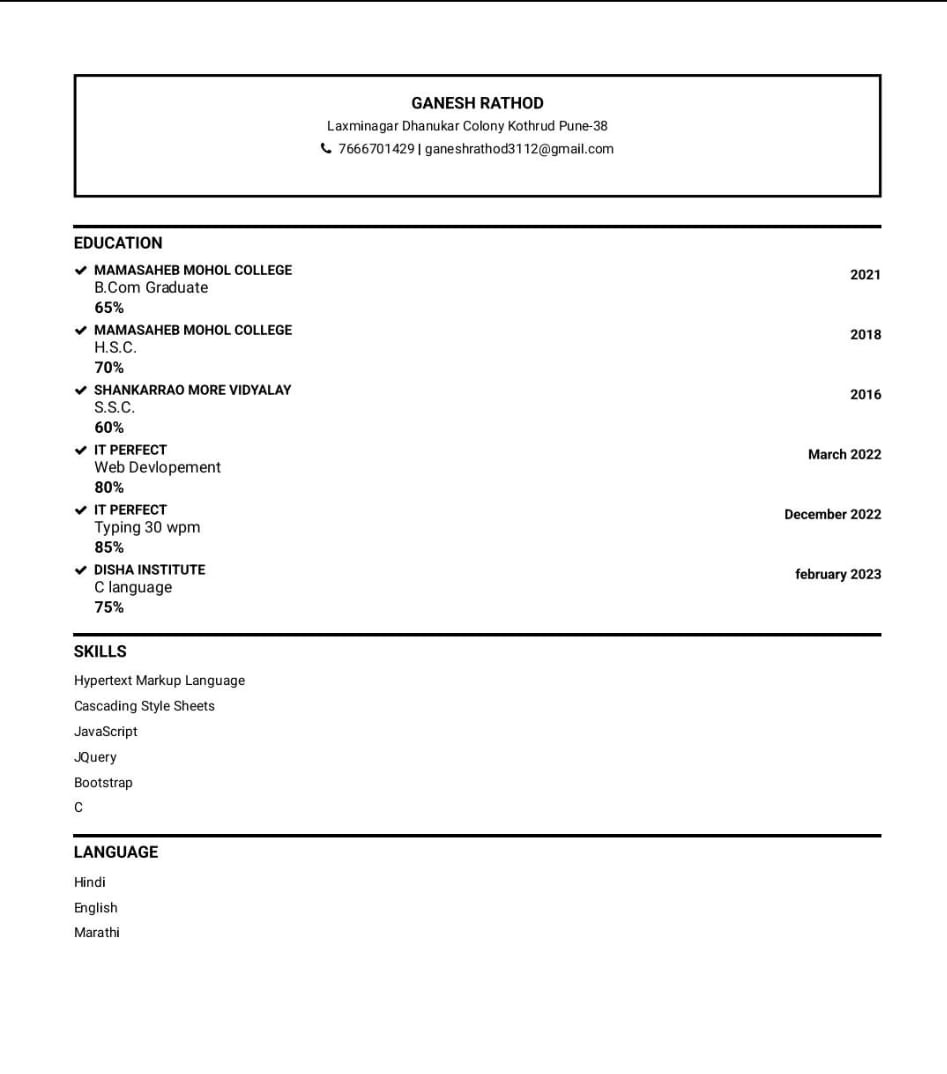 GANESH RATHOD
Laxminagar Dhanukar Colony Kothrud Pune-38
7666701429 | ganeshrathod3112@gmail.com
EDUCATION
MAMASAHEB MOHOL COLLEGE 2021
B.Com Graduate
65%
MAMASAHEB MOHOL COLLEGE 2018
H.S.C.
70%
SHANKARRAO MORE VIDYALAY 2016
S.S.C.
60%
IT PERFECT March 2022
Web Devlopement
80%
IT PERFECT December 2022
Typing 30 wpm
85%
DISHA INSTITUTE february 2023
C language
75%
SKILLS
Hypertext Markup Language
Cascading Style Sheets
JavaScript
JQuery
Bootstrap
C
LANGUAGE
Hindi
English
Marathi